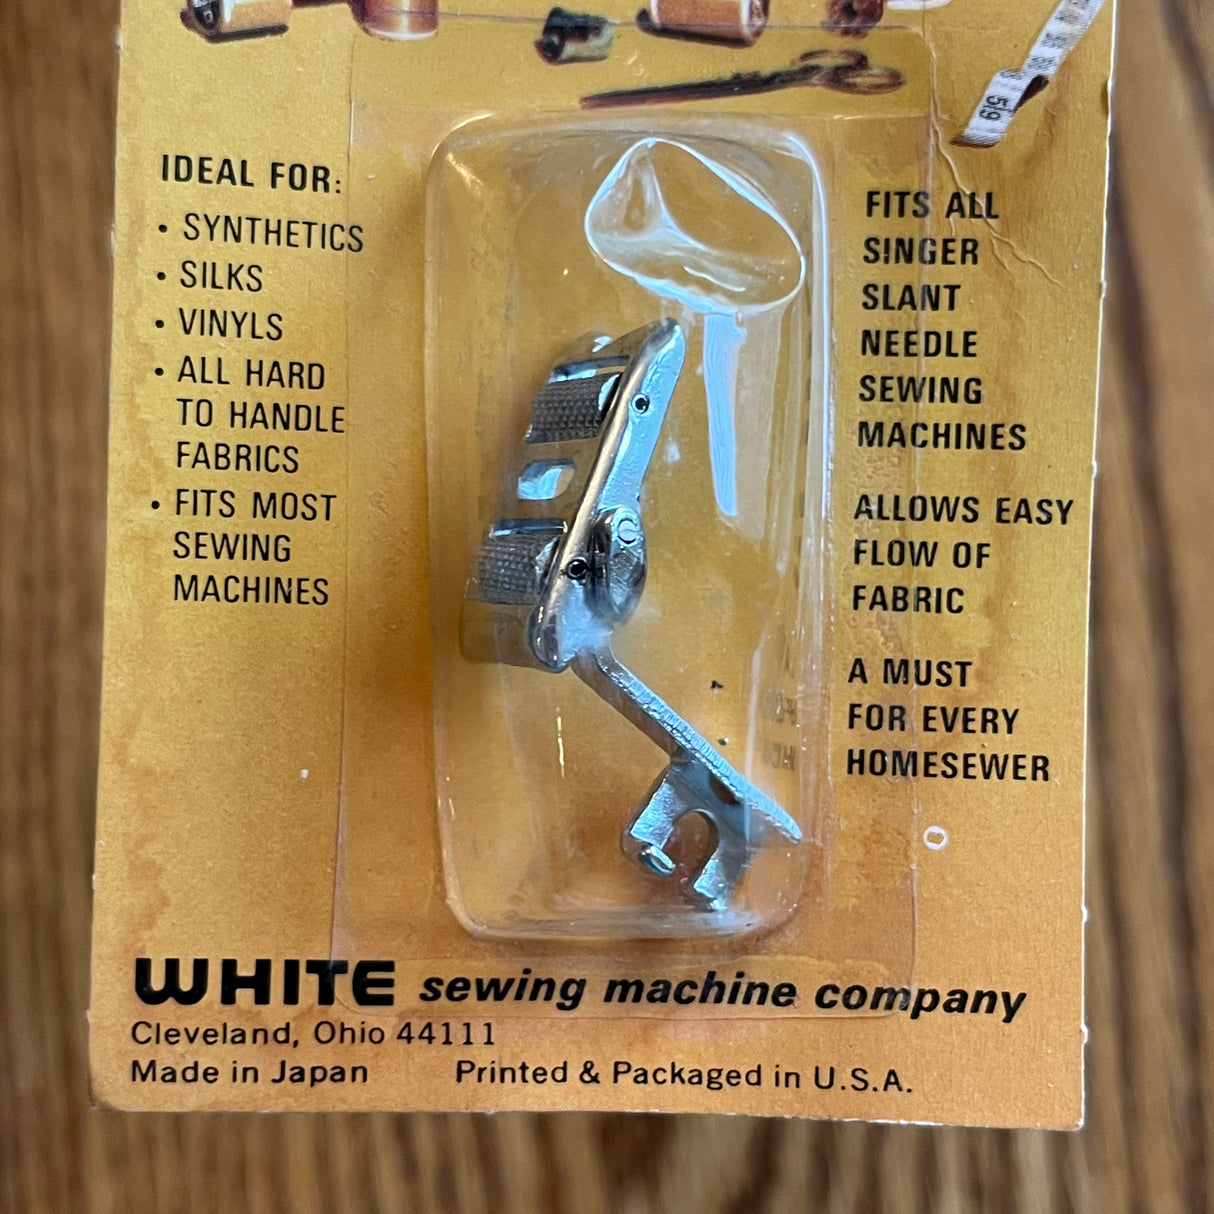 59
IDEAL FOR:
• SYNTHETICS
• SILKS
• VINYLS
• ALL HARD
TO HANDLE
FABRICS
• FITS MOST
SEWING
MACHINES
FITS ALL
SINGER
SLANT
NEEDLE
SEWING
MACHINES
ALLOWS EASY
FLOW OF
FABRIC
A MUST
FOR EVERY
HOMESEWER
WHITE sewing machine company
Cleveland, Ohio 44111
Made in Japan Printed & Packaged in U.S.A.